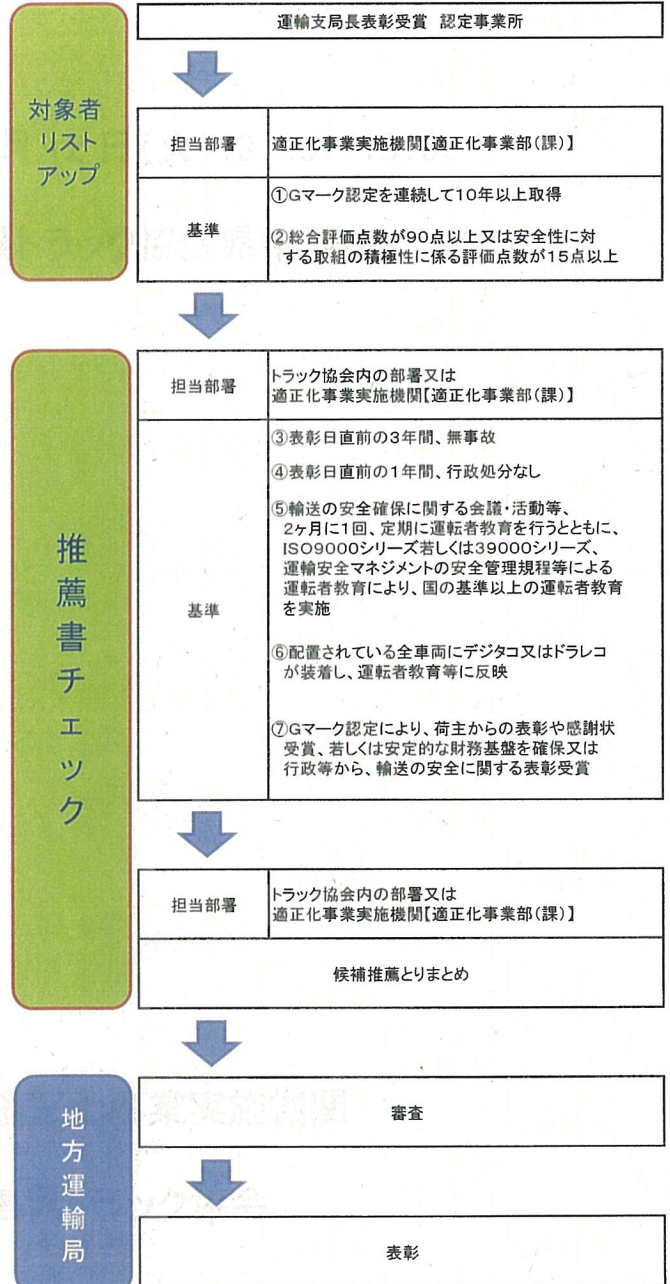 運輸支局長表彰受賞 認定事業所
対象者
リスト
アップ
担当部署
適正化事業実施機関【適正化事業部(課)】
基準
①Gマーク認定を連続して10年以上取得
②総合評価点数が90点以上又は安全性に対
する取組の積極性に係る評価点数が15点以上
推薦書チェック
担当部署
トラック協会内の部署又は
適正化事業実施機関【適正化事業部(課)】
基準
③表彰日直前の3年間、無事故
④表彰日直前の1年間、行政処分なし
⑤輸送の安全確保に関する会議・活動等、
2ヶ月に1回、定期に運転者教育を行うとともに、
ISO9000シリーズ若しくは39000シリーズ、
運輸安全マネジメントの安全管理規程等による
運転者教育により、国の基準以上の運転者教育
を実施
⑥配置されている全車両にデジタコ又はドラレコ
が装着し、運転者教育等に反映
⑦Gマーク認定により、荷主からの表彰や感謝状
受賞、若しくは安定的な財務基盤を確保又は
行政等から、輸送の安全に関する表彰受賞
担当部署
トラック協会内の部署又は
適正化事業実施機関【適正化事業部(課)】
候補推薦とりまとめ
地方運輸局
審査
表彰